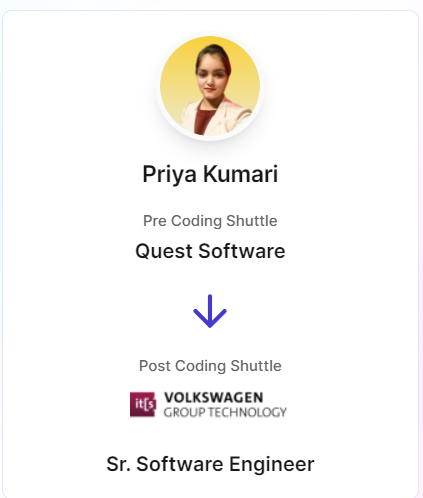 Priya Kumari
Pre Coding Shuttle
Quest Software
Post Coding Shuttle
it[s VOLKSWAGEN
GROUP TECHNOLOGY
Sr. Software Engineer